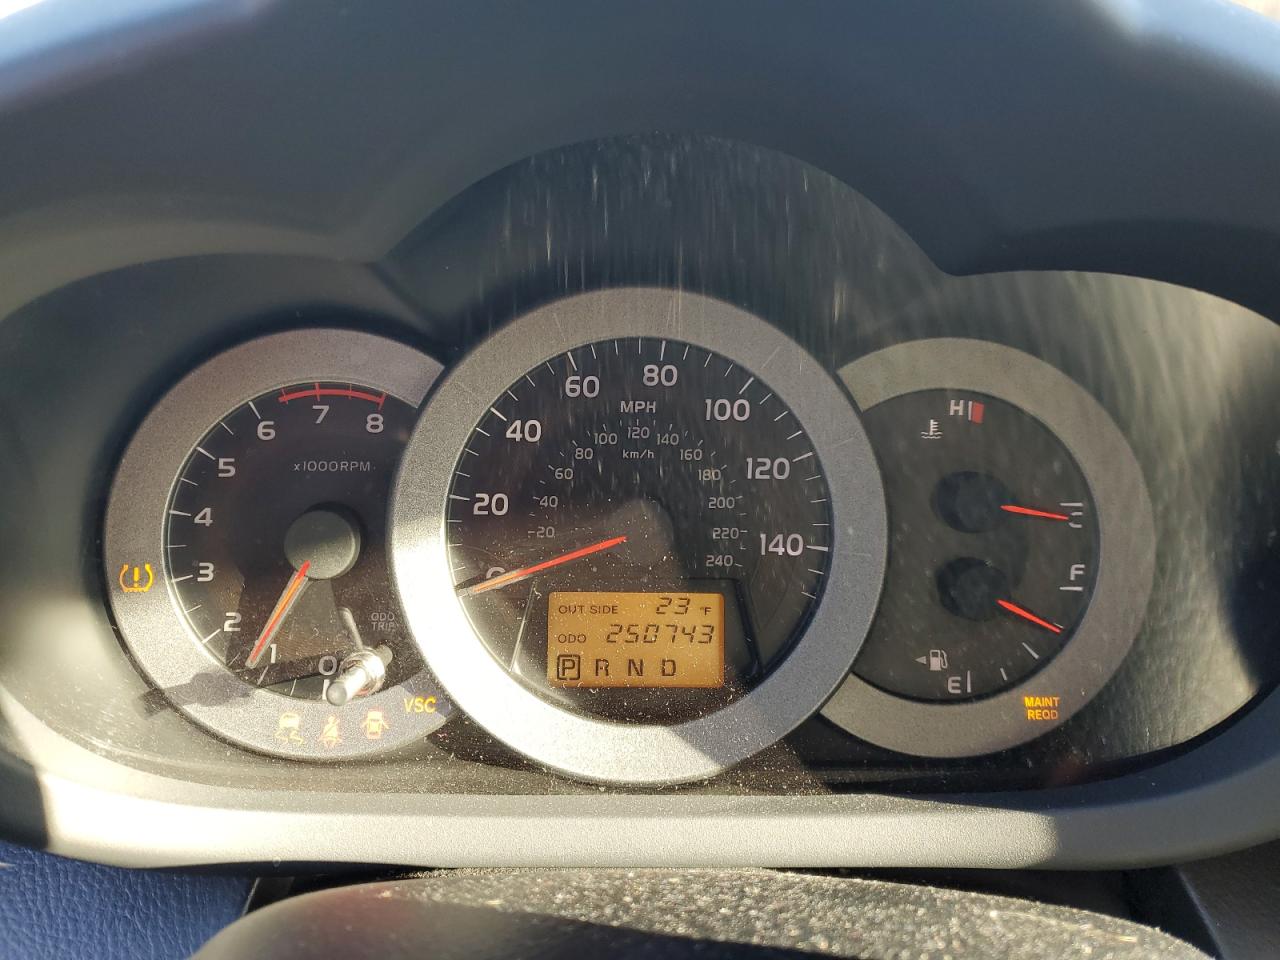 8
7
6
5
4
3
2
1
0
x1000RPM
ODO
TRIP
VSC
0
20
40
60
80
100
120
140
MPH
km/h
20
40
60
80
100
120
140
160
180
200
220
240
OUTSIDE 23 °F
ODO 250743
P R N D
H
C
F
E
MAINT
REQD